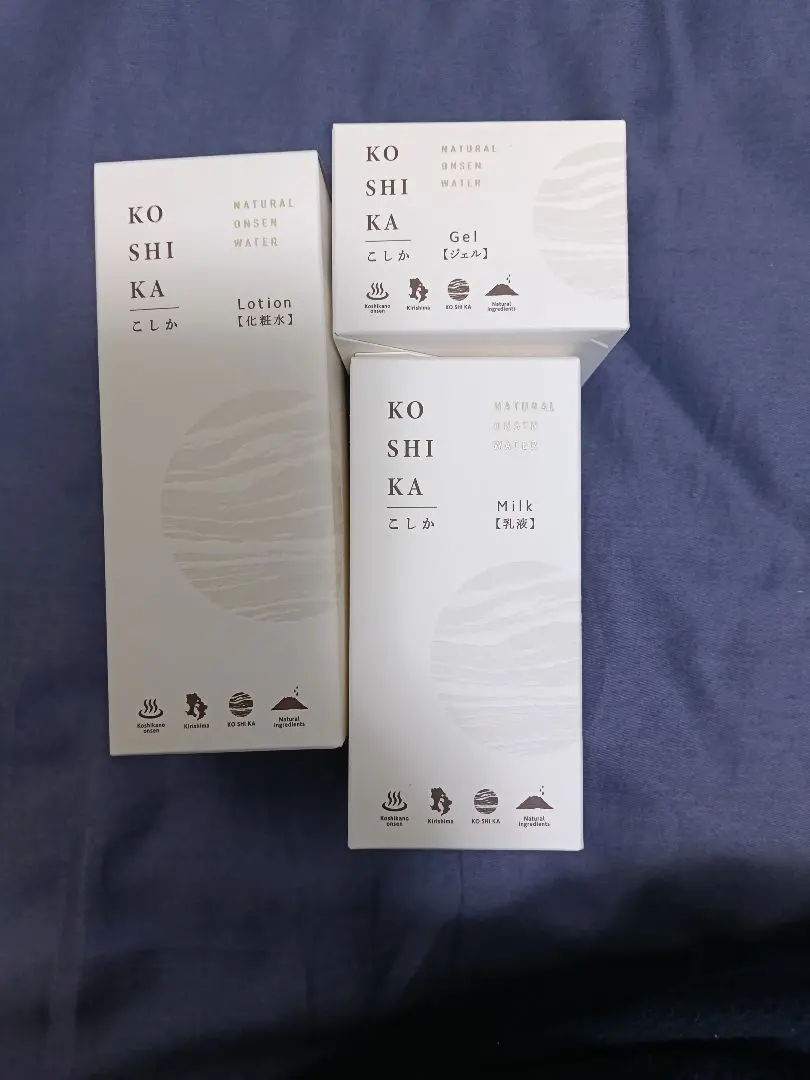 KO
SHI
KA
こしか
NATURAL
ONSEN
WATER
Lotion
【化粧水】
Koshikano
onsen
Kirishima
KO SHI KA
Natural
Ingredients
KO
SHI
KA
こしか
NATURAL
ONSEN
WATER
Gel
【ジェル】
Koshikano
onsen
Kirishima
KO SHI KA
Natural
Ingredients
KO
SHI
KA
こしか
NATURAL
ONSEN
WATER
Milk
【乳液】
Koshikano
onsen
Kirishima
KO SHI KA
Natural
Ingredients